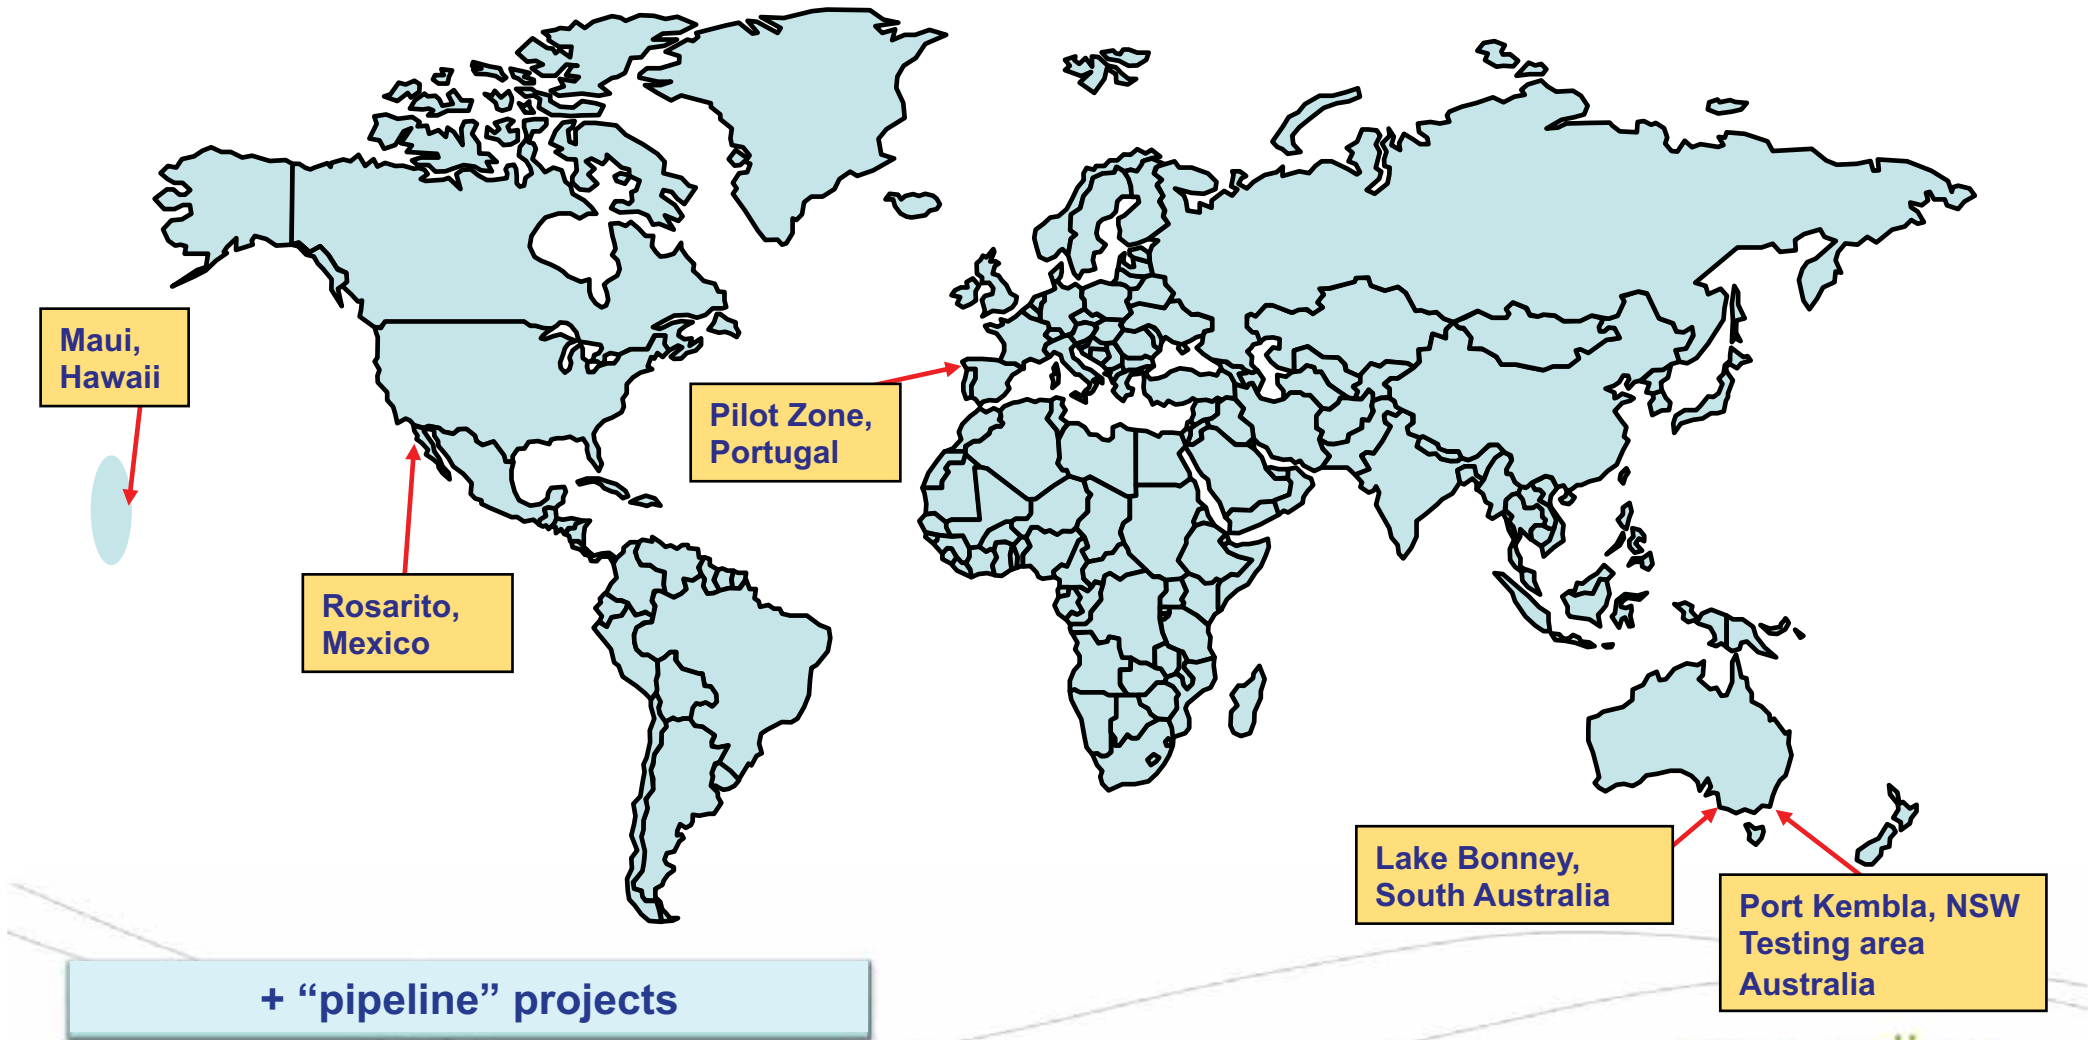 Maui,
Hawaii
Pilot Zone,
Portugal
Rosarito,
Mexico
Lake Bonney,
South Australia
Port Kembla, NSW
Testing area
Australia
+ “pipeline” projects